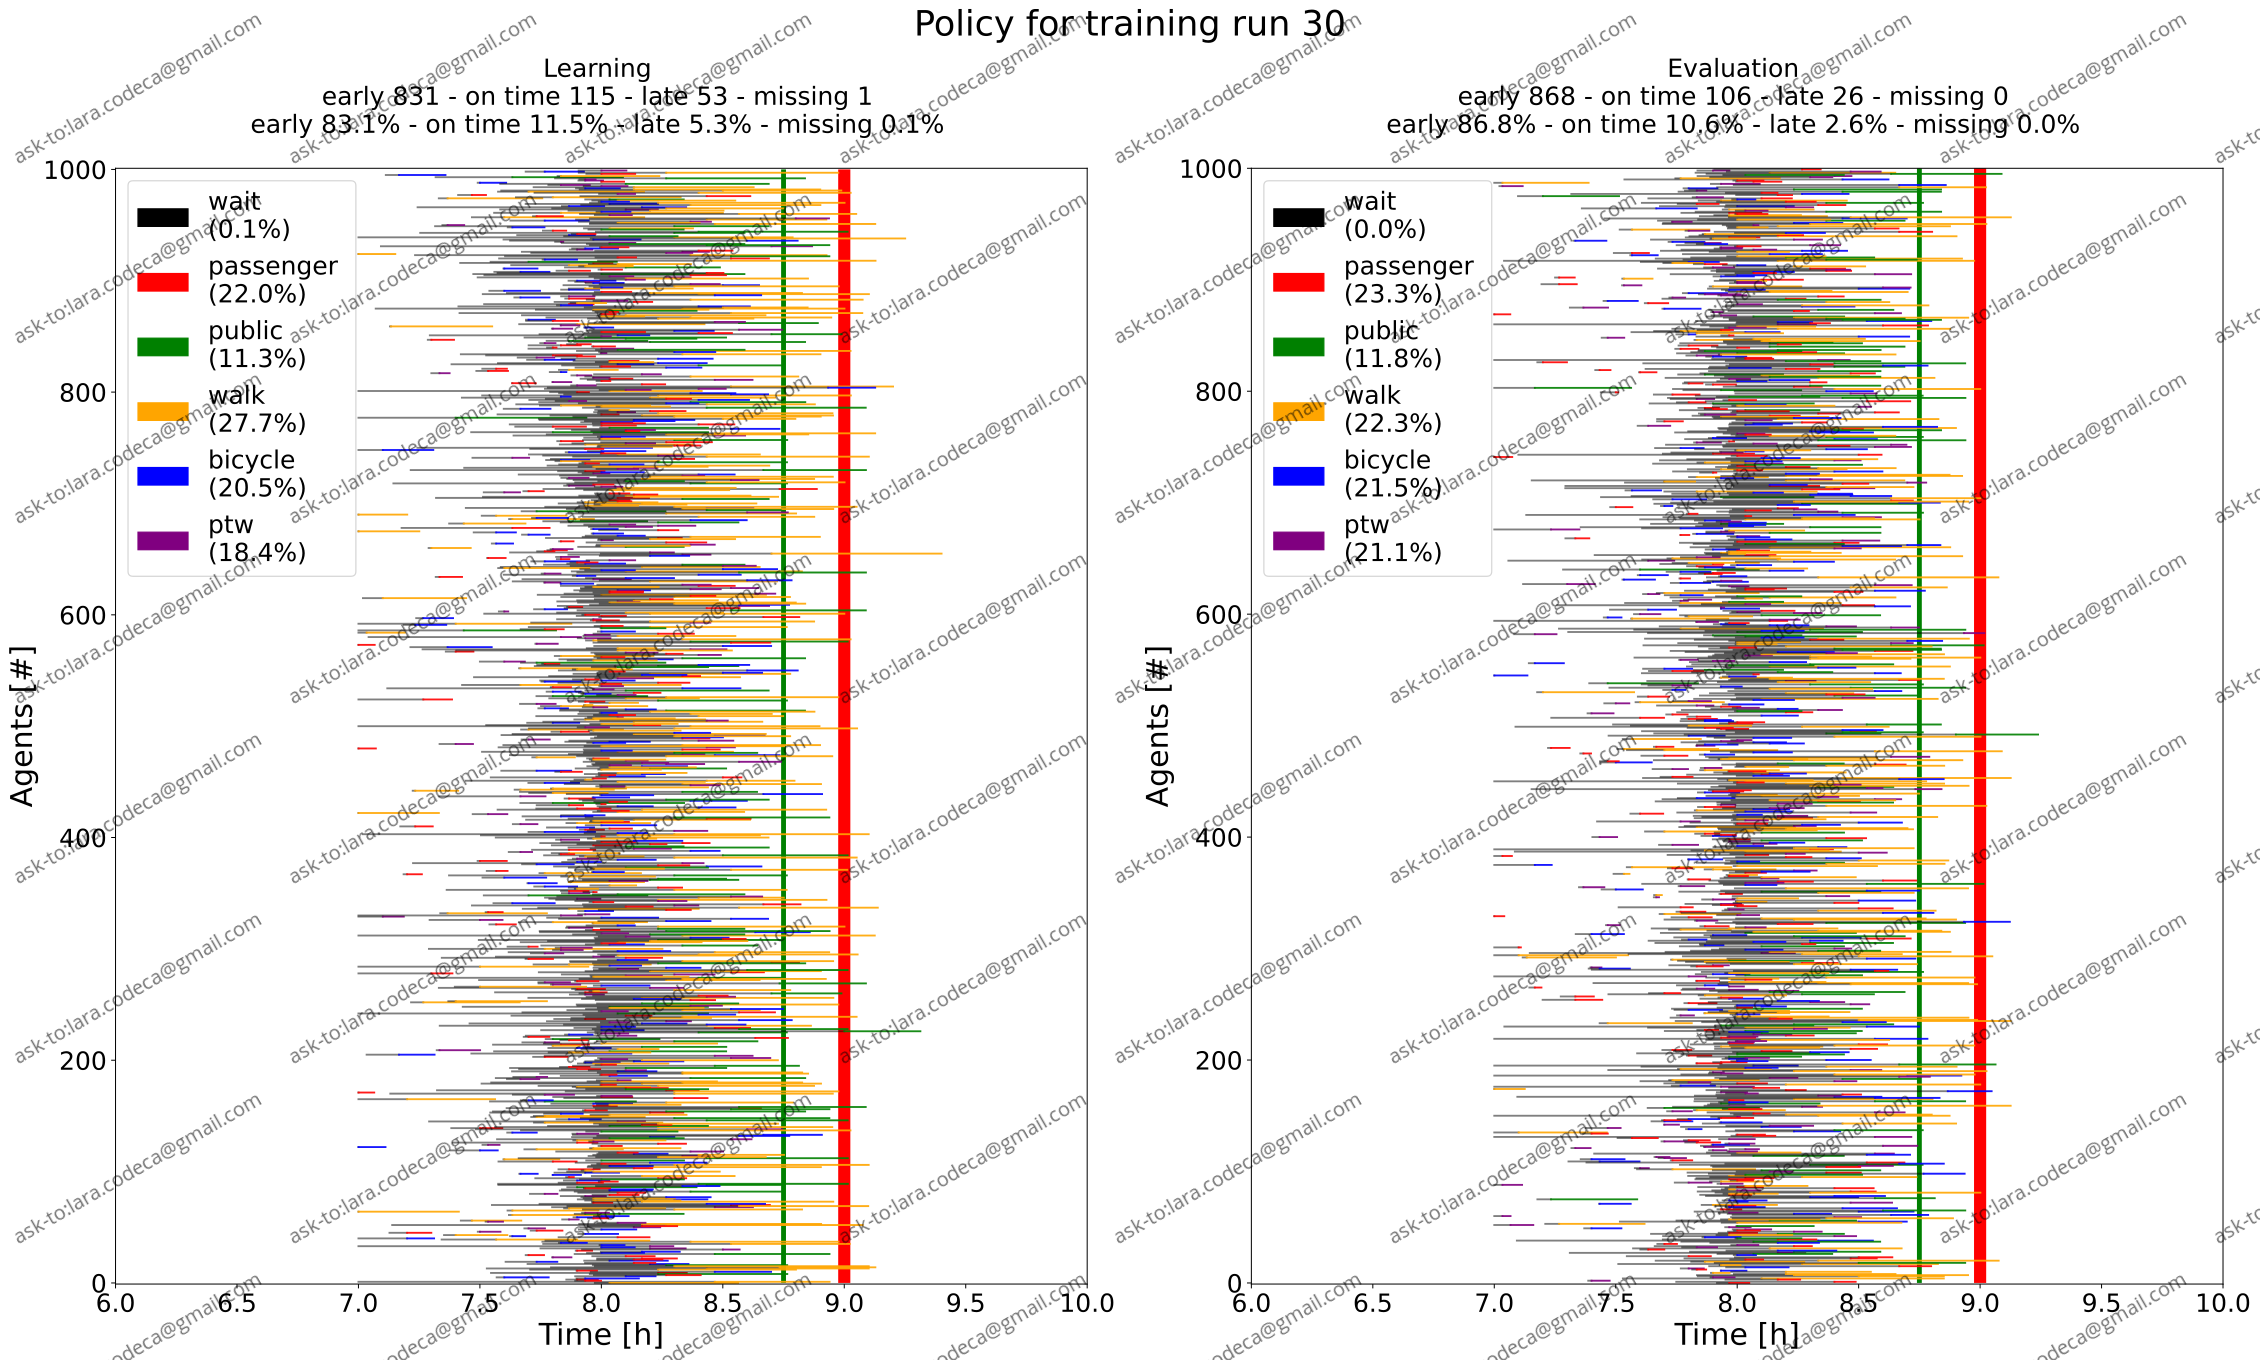 Policy for training run 30
Learning
early 831 - on time 115 - late 53 - missing 1
early 83.1% - on time 11.5% - late 5.3% - missing 0.1%
Evaluation
early 868 - on time 106 - late 26 - missing 0
early 86.8% - on time 10.6% - late 2.6% - missing 0.0%
wait
(0.1%)
passenger
(22.0%)
public
(11.3%)
walk
(27.7%)
bicycle
(20.5%)
ptw
(18.4%)
wait
(0.0%)
passenger
(23.3%)
public
(11.8%)
walk
(22.3%)
bicycle
(21.5%)
ptw
(21.1%)
1000
800
600
400
200
0
Agents [#]
6.0 6.5 7.0 7.5 8.0 8.5 9.0 9.5 10.0
Time [h]
1000
800
600
400
200
0
Agents [#]
6.0 6.5 7.0 7.5 8.0 8.5 9.0 9.5 10.0
Time [h]
ask-to:lara.codeca@gmail.com